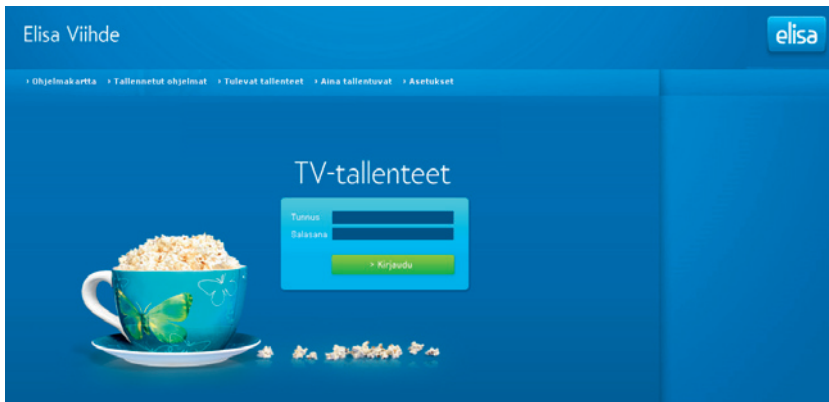 Elisa Viihde
elisa
› Ohjelmakartta › Tallennetut ohjelmat › Tulevat tallenteet › Aina tallentuvat › Asetukset
TV-tallenteet
Tunnus
Salasana
» Kirjaudu